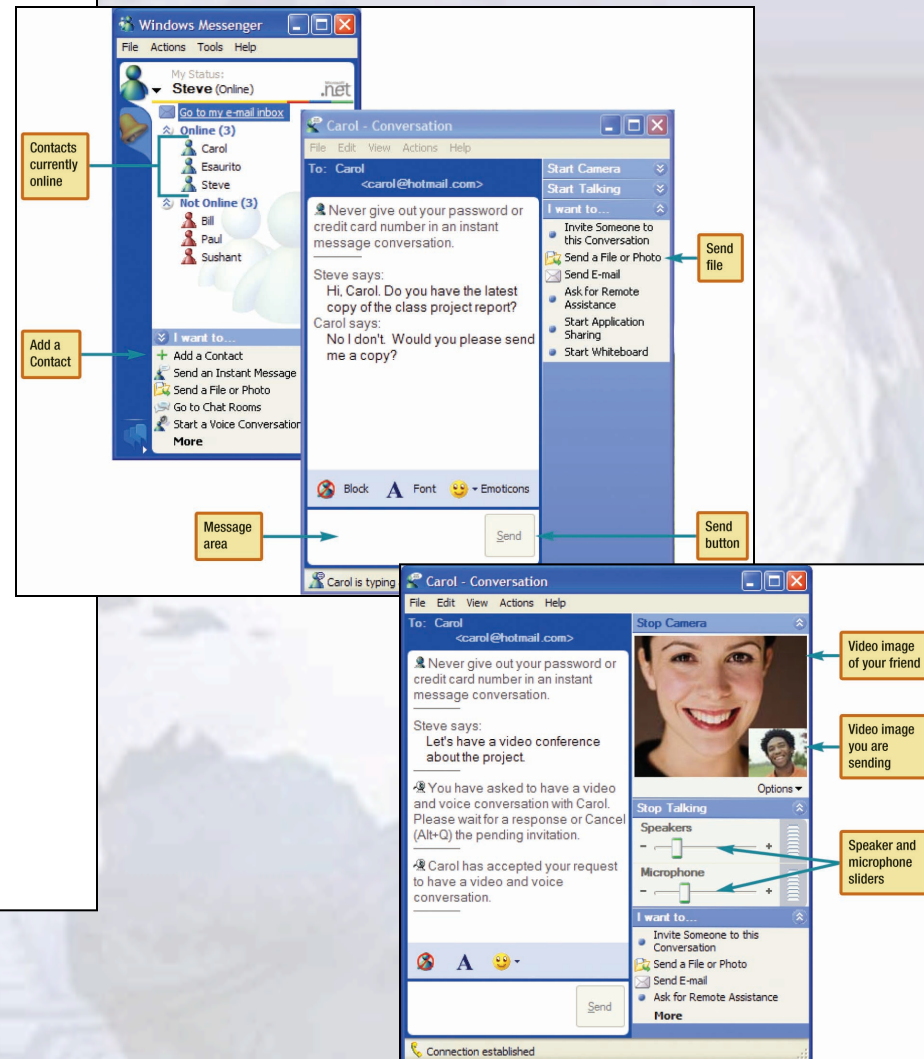 Windows Messenger
File Actions Tools Help
My Status:
Steve (Online)
Microsoft
.net
Go to my e-mail inbox
Online (3)
Carol
Esaurito
Steve
Not Online (3)
Bill
Paul
Sushant
I want to...
Add a Contact
Send an Instant Message
Send a File or Photo
Go to Chat Rooms
Start a Voice Conversation
More
Contacts
currently
online
Add a
Contact
Carol - Conversation
File Edit View Actions Help
To: Carol
<carol@hotmail.com>
Never give out your password or
credit card number in an instant
message conversation.
Steve says:
Hi, Carol. Do you have the latest
copy of the class project report?
Carol says:
No I don't. Would you please send
me a copy?
Block A Font Emoticons
Send
Carol is typing
Start Camera
Start Talking
I want to...
Invite Someone to
this Conversation
Send a File or Photo
Send E-mail
Ask for Remote
Assistance
Start Application
Sharing
Start Whiteboard
Send
file
Message
area
Send
button
Carol - Conversation
File Edit View Actions Help
To: Carol
<carol@hotmail.com>
Never give out your password or
credit card number in an instant
message conversation.
Steve says:
Let's have a video conference
about the project.
You have asked to have a video
and voice conversation with Carol.
Please wait for a response or Cancel
(Alt+Q) the pending invitation.
Carol has accepted your request
to have a video and voice
conversation.
A
Send
Connection established
Stop Camera
Options
Stop Talking
Speakers
- +
Microphone
- +
I want to...
Invite Someone to this
Conversation
Send a File or Photo
Send E-mail
Ask for Remote Assistance
More
Video image
of your friend
Video image
you are
sending
Speaker and
microphone
sliders